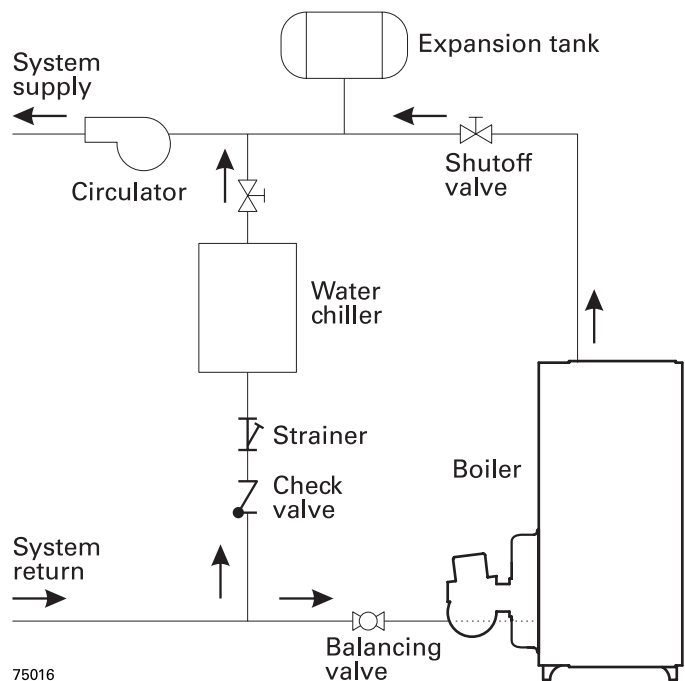 Expansion tank
System
supply
Circulator
Shutoff
valve
Water
chiller
Strainer
Check
valve
Boiler
System
return
Balancing
valve
75016